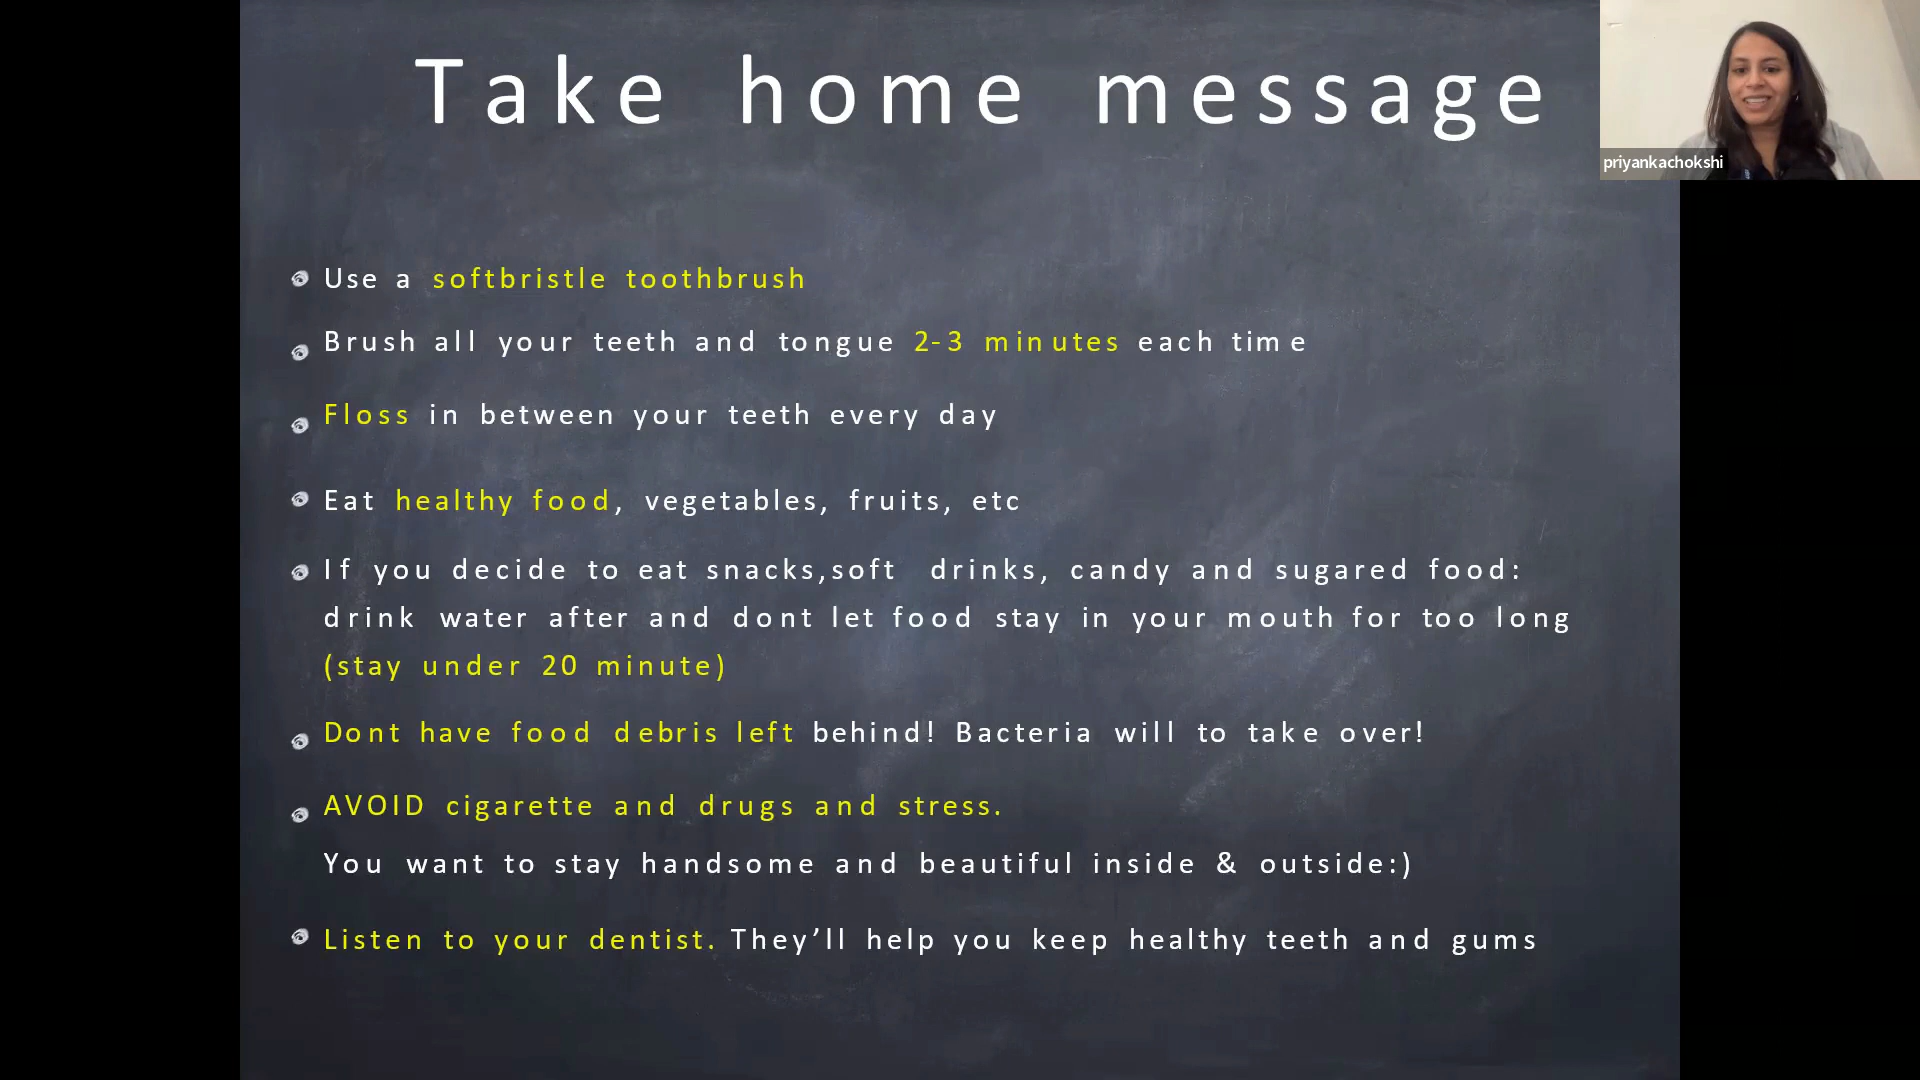 Take home message
priyankachokshi
Use a softbristle toothbrush
Brush all your teeth and tongue 2-3 minutes each time
Floss in between your teeth every day
Eat healthy food, vegetables, fruits, etc
If you decide to eat snacks,soft drinks, candy and sugared food:
drink water after and dont let food stay in your mouth for too long
(stay under 20 minute)
Dont have food debris left behind! Bacteria will to take over!
AVOID cigarette and drugs and stress.
You want to stay handsome and beautiful inside & outside:)
Listen to your dentist. They’ll help you keep healthy teeth and gums